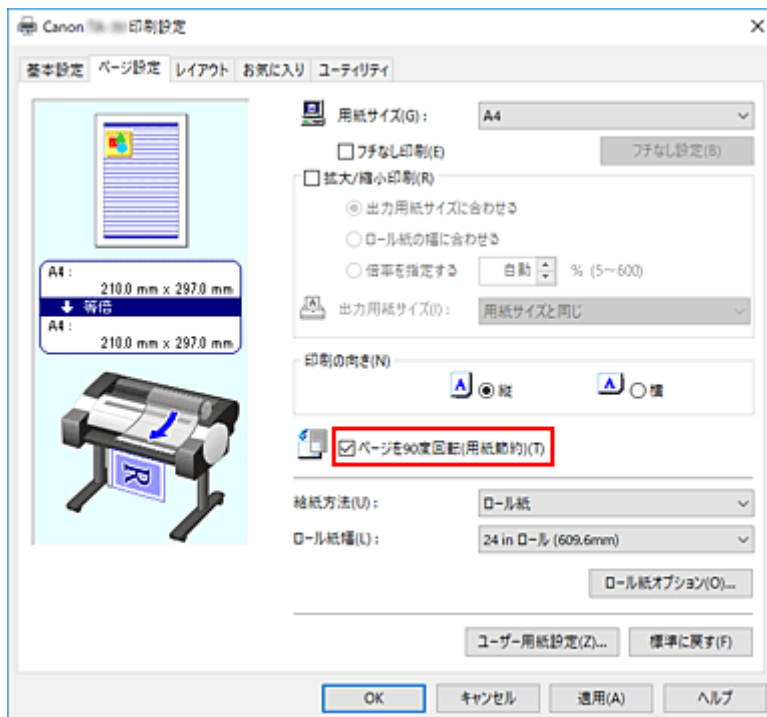 Canon 印刷設定
基本設定 ページ設定 レイアウト お気に入り ユーティリティ
用紙サイズ(G)： A4
フチなし印刷(E) フチなし設定(B)
拡大/縮小印刷(R)
出力用紙サイズに合わせる
ロール紙の幅に合わせる
倍率を指定する 自動 % (5～600)
出力用紙サイズ(I)： 用紙サイズと同じ
A4：
210.0 mm x 297.0 mm
等倍
A4：
210.0 mm x 297.0 mm
印刷の向き(N)
A 縦 A 横
ページを90度回転(用紙節約)(T)
R
給紙方法(U)： ロール紙
ロール紙幅(L)： 24 in ロール (609.6mm)
ロール紙オプション(O)...
ユーザー用紙設定(Z)... 標準に戻す(F)
OK キャンセル 適用(A) ヘルプ